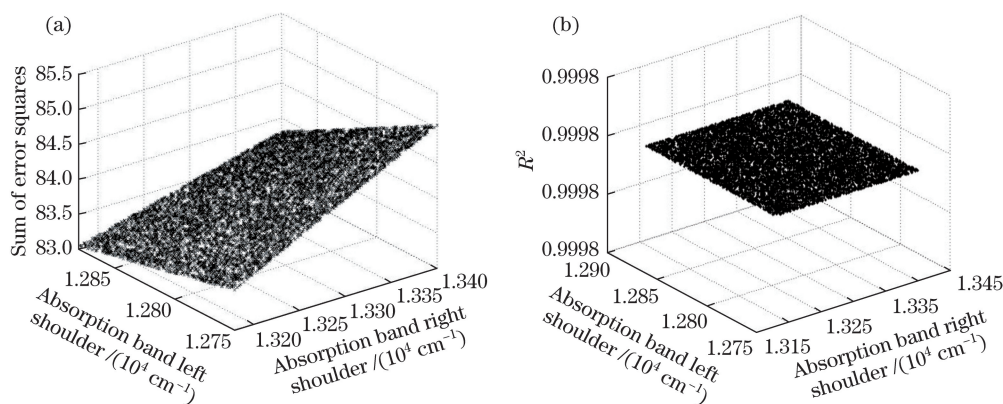 (a)
85.5
85.0
84.5
84.0
83.5
83.0
Sum of error squares
1.285
1.280
1.275
Absorption band left
shoulder /(10⁴ cm⁻¹)
1.320
1.325
1.330
1.335
1.340
Absorption band right
shoulder /(10⁴ cm⁻¹)
(b)
0.9998
0.9998
0.9998
0.9998
R²
1.290
1.285
1.280
1.275
Absorption band left
shoulder /(10⁴ cm⁻¹)
1.315
1.325
1.335
1.345
Absorption band right
shoulder /(10⁴ cm⁻¹)